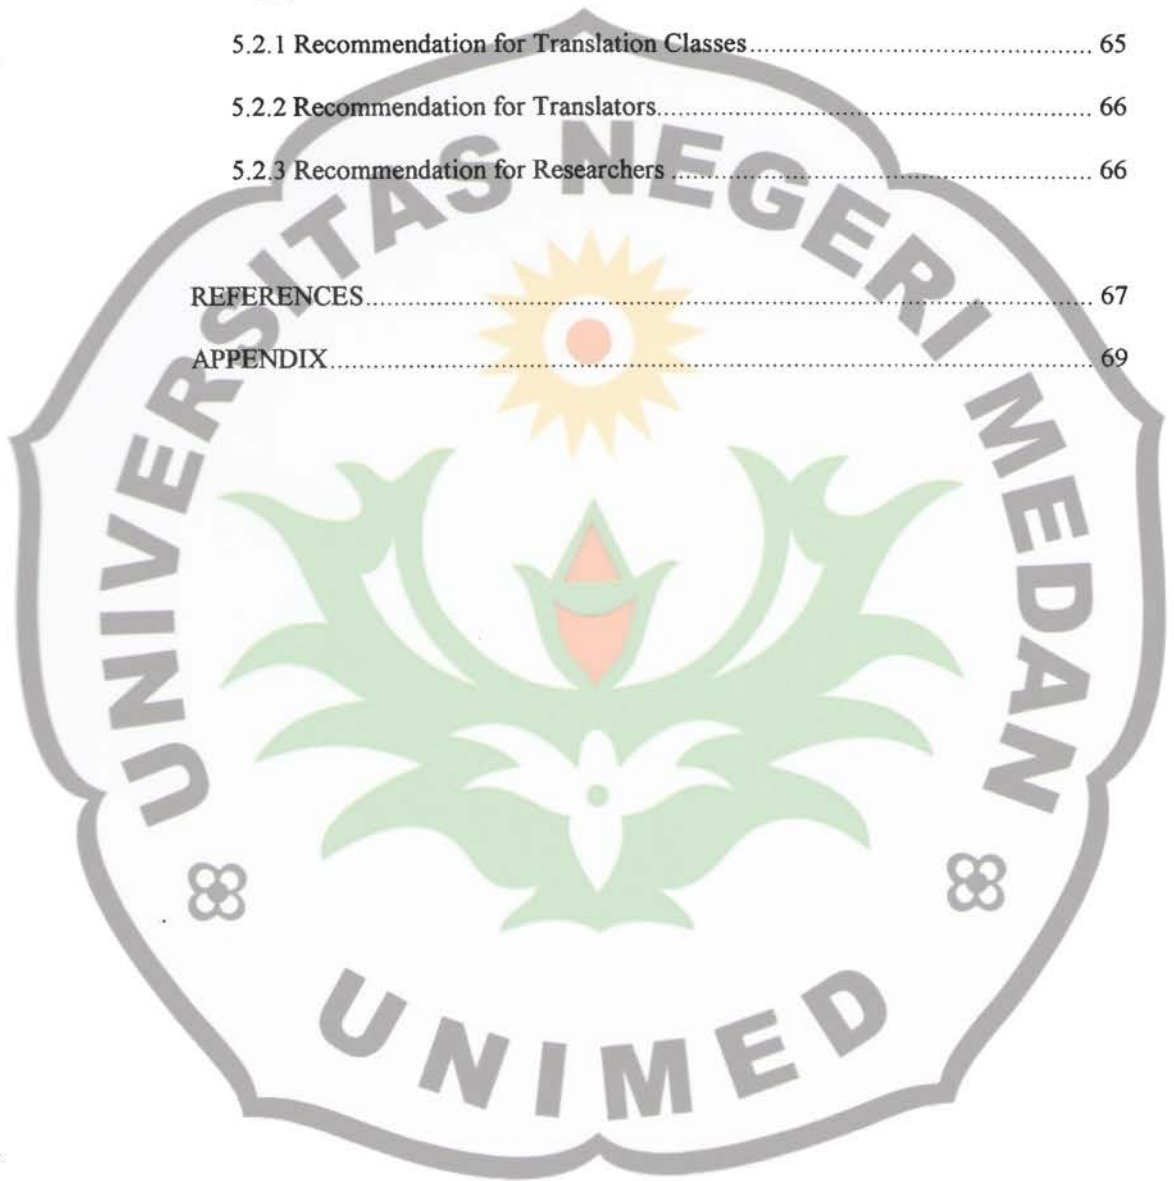 5.2.1 Recommendation for Translation Classes.......................................................... 65
5.2.2 Recommendation for Translators.......................................................................... 66
5.2.3 Recommendation for Researchers ........................................................................ 66
REFERENCES............................................................................................................................. 67
APPENDIX.................................................................................................................................. 69
UNIVERSITAS NEGERI MEDAN
UNIMED